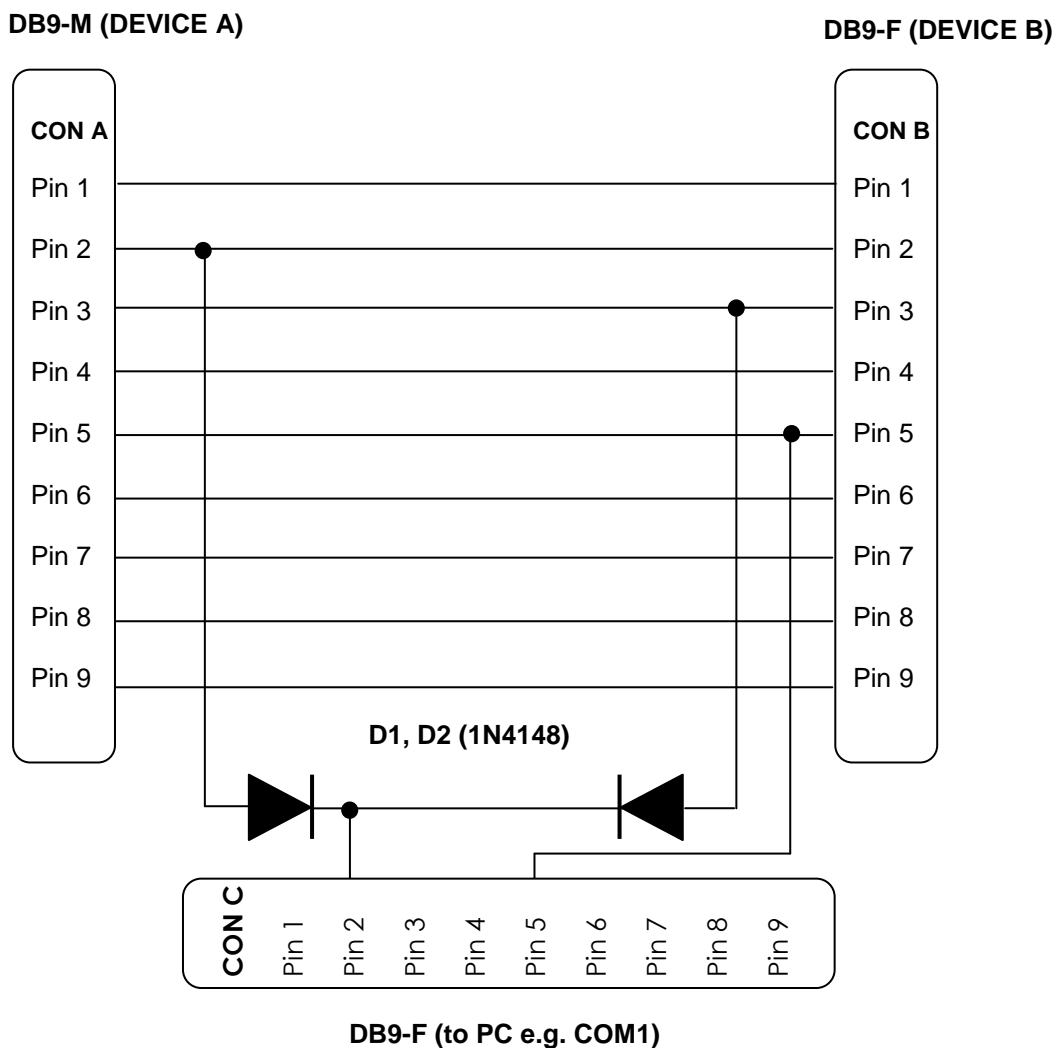 DB9-M (DEVICE A)
DB9-F (DEVICE B)
CON A
Pin 1
Pin 2
Pin 3
Pin 4
Pin 5
Pin 6
Pin 7
Pin 8
Pin 9
CON B
Pin 1
Pin 2
Pin 3
Pin 4
Pin 5
Pin 6
Pin 7
Pin 8
Pin 9
D1, D2 (1N4148)
CON C
Pin 1
Pin 2
Pin 3
Pin 4
Pin 5
Pin 6
Pin 7
Pin 8
Pin 9
DB9-F (to PC e.g. COM1)